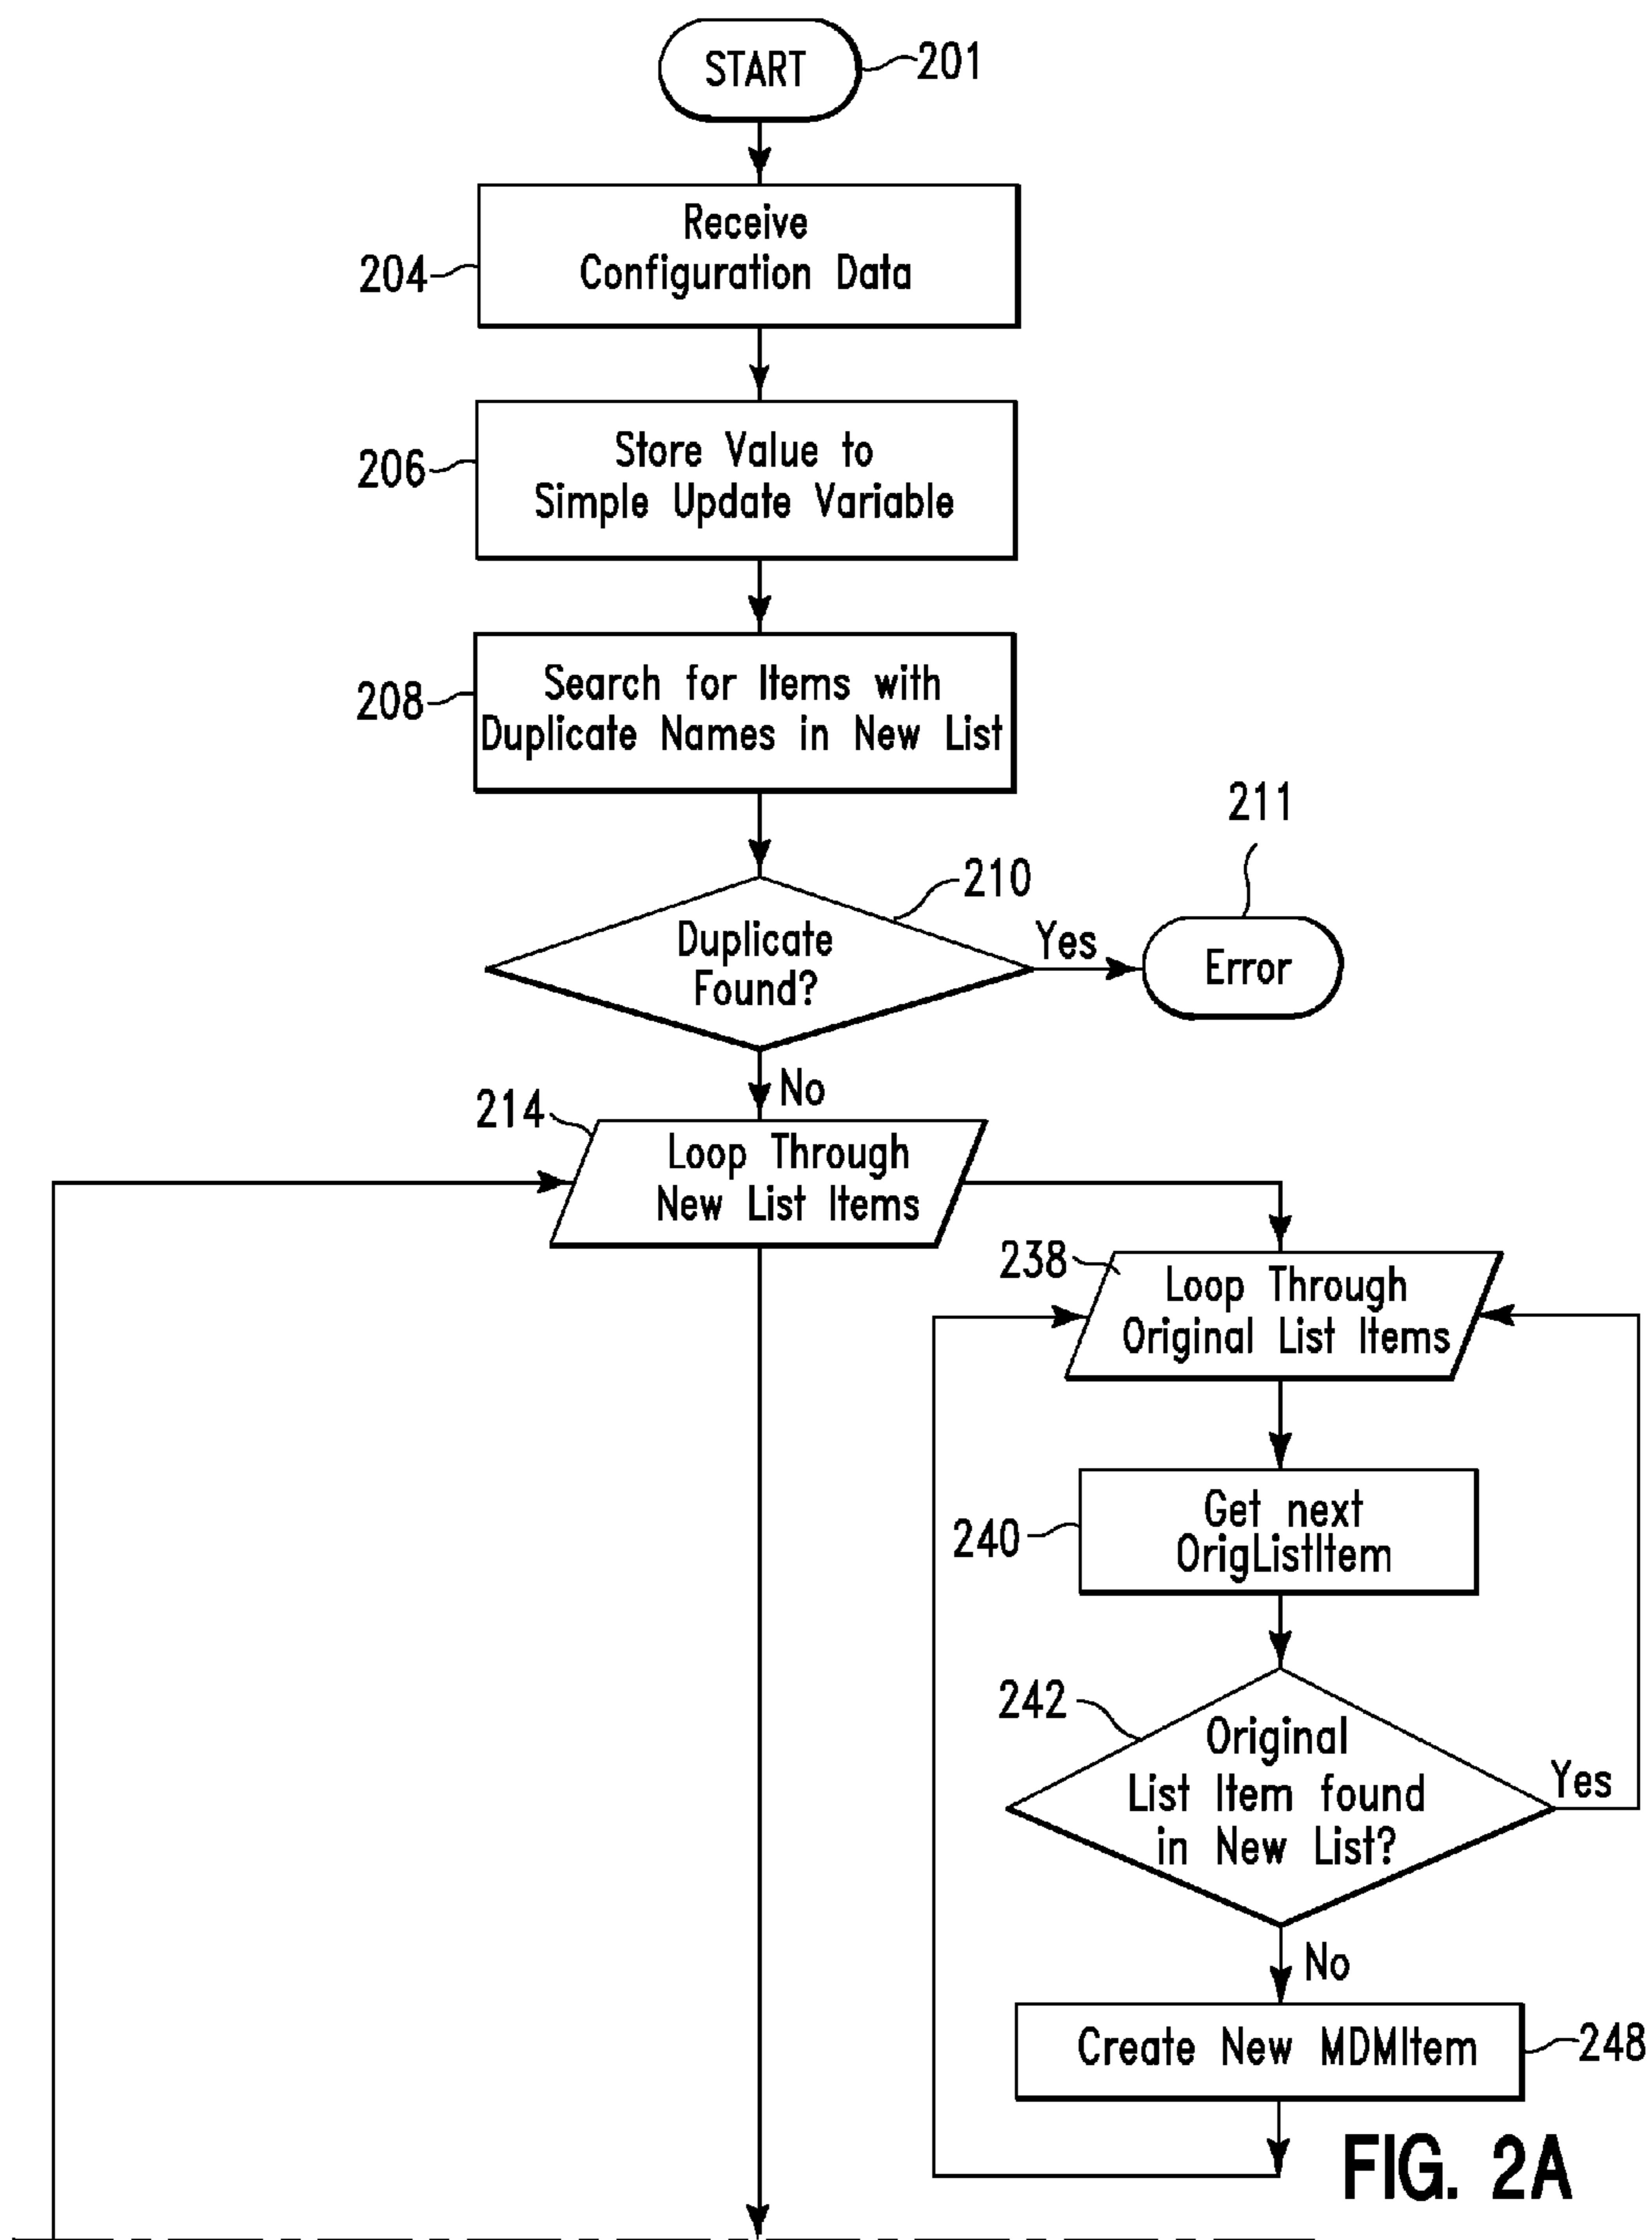 START
201
204
Receive
Configuration Data
206
Store Value to
Simple Update Variable
208
Search for Items with
Duplicate Names in New List
210
211
Duplicate
Found?
Yes
Error
No
214
Loop Through
New List Items
238
Loop Through
Original List Items
240
Get next
OrigListItem
242
Original
List Item found
in New List?
Yes
No
Create New MDMItem
248
FIG. 2A